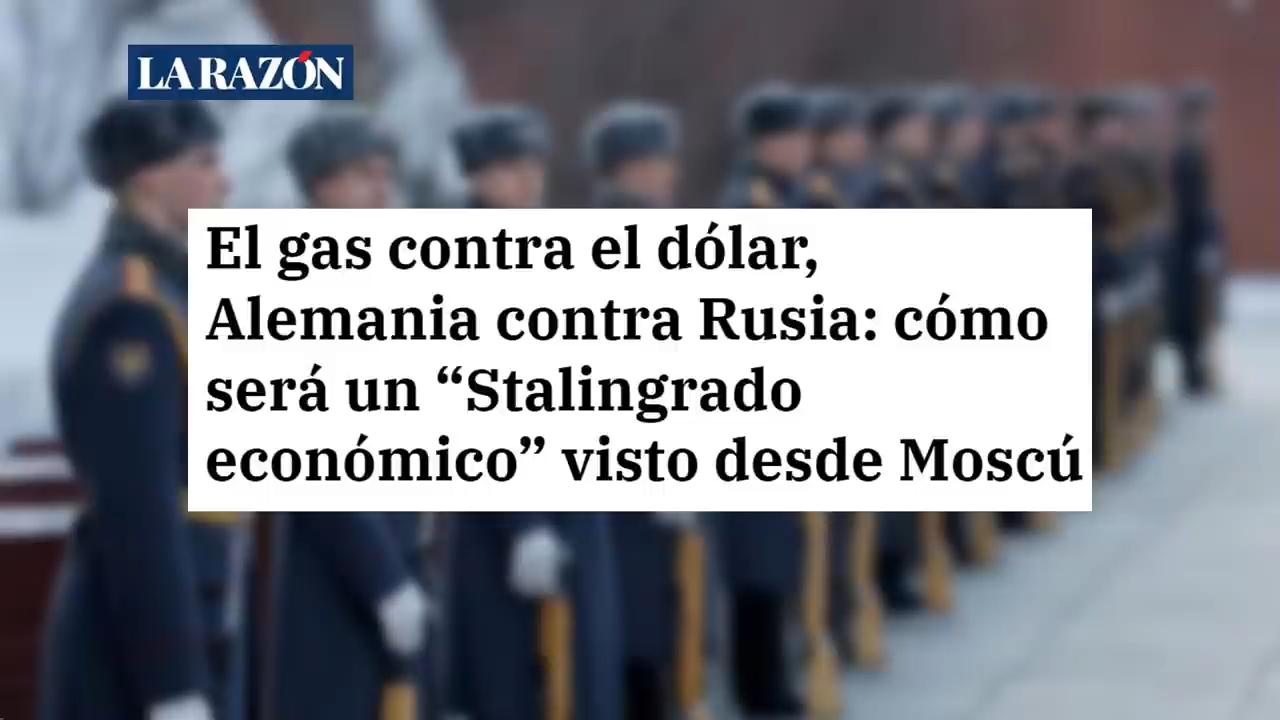 LA RAZÓN
El gas contra el dólar,
Alemania contra Rusia: cómo
será un “Stalingrado
económico” visto desde Moscú